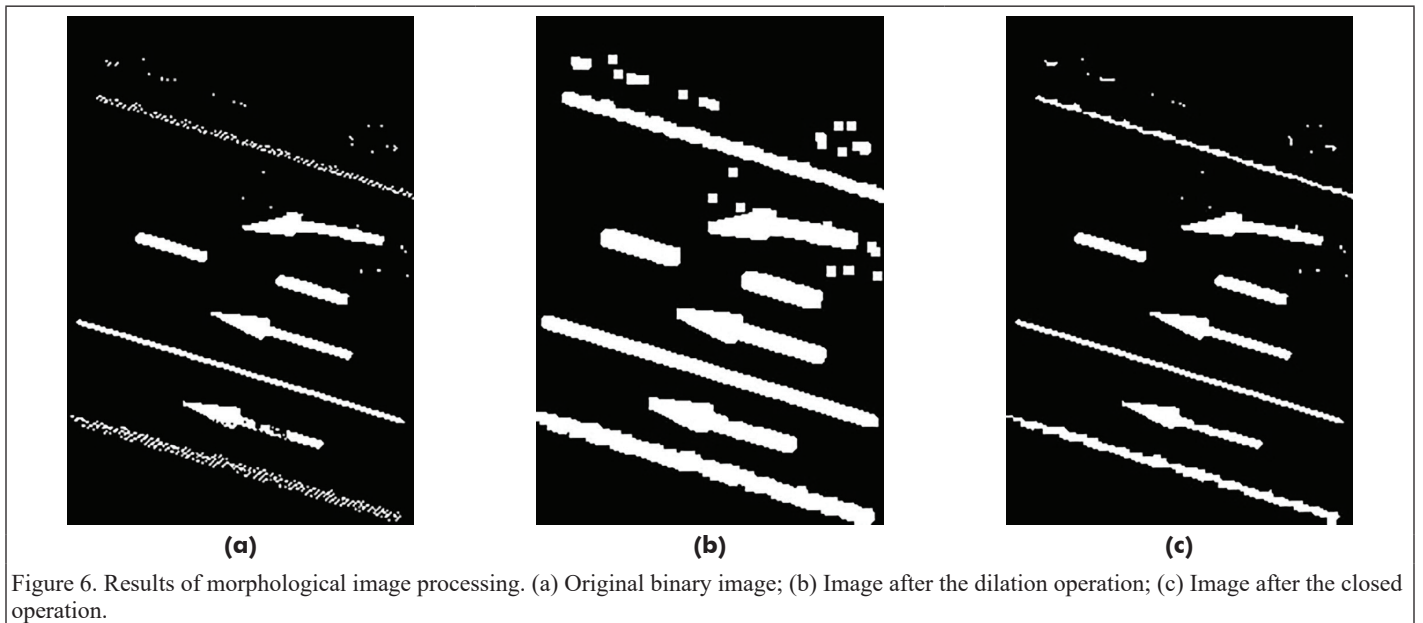 (a)
(b)
(c)
Figure 6. Results of morphological image processing. (a) Original binary image; (b) Image after the dilation operation; (c) Image after the closed
operation.